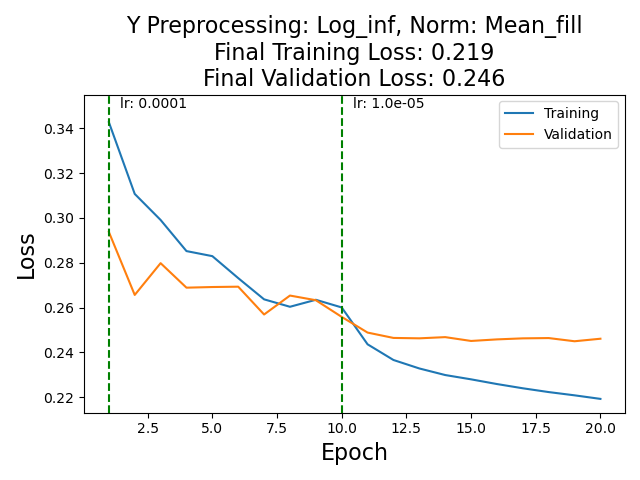 Y Preprocessing: Log_inf, Norm: Mean_fill
Final Training Loss: 0.219
Final Validation Loss: 0.246
lr: 0.0001
lr: 1.0e-05
Training
Validation
0.34
0.32
0.30
0.28
0.26
0.24
0.22
Loss
2.5
5.0
7.5
10.0
12.5
15.0
17.5
20.0
Epoch